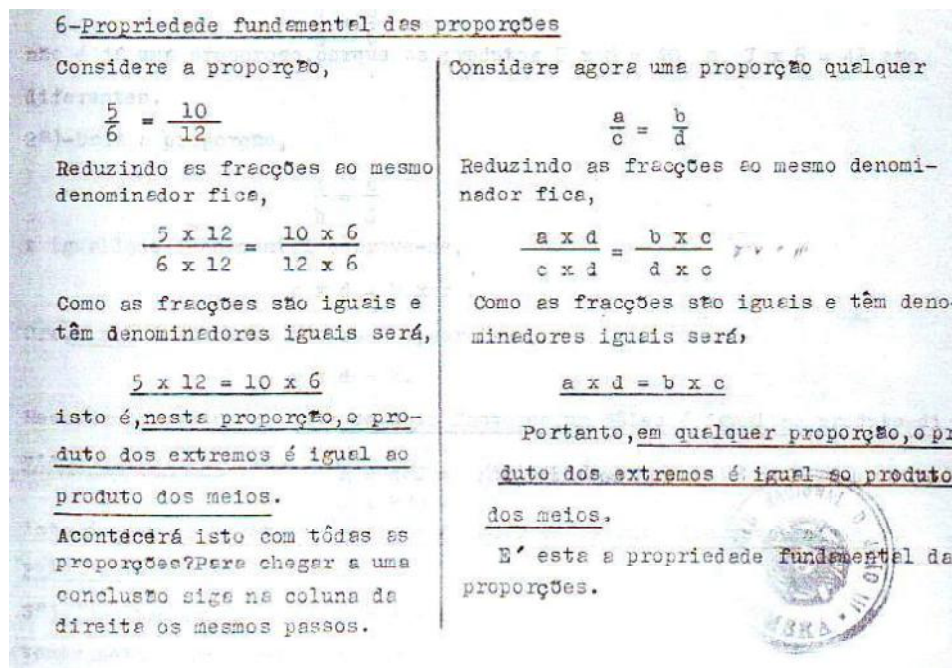 6-Propriedade fundamental das proporções
Considere a proporção,
5/6 = 10/12
Reduzindo as fracções ao mesmo
denominador fica,
5 x 12 / 6 x 12 = 10 x 6 / 12 x 6
Como as fracções são iguais e
têm denominadores iguais será,
5 x 12 = 10 x 6
isto é,nesta proporção,o pro-
duto dos extremos é igual ao
produto dos meios.
Acontecerá isto com tôdas as
proporções?Para chegar a uma
conclusão siga na coluna da
direita os mesmos passos.
Considere agora uma proporção qualquer
a/c = b/d
Reduzindo as fracções ao mesmo denomi-
nador fica,
a x d / c x d = b x c / d x c
Como as fracções são iguais e têm deno-
minadores iguais será,
a x d = b x c
Portanto,em qualquer proporção,o pr
duto dos extremos é igual ao produto
dos meios.
E´ esta a propriedade fundamental da
proporções.